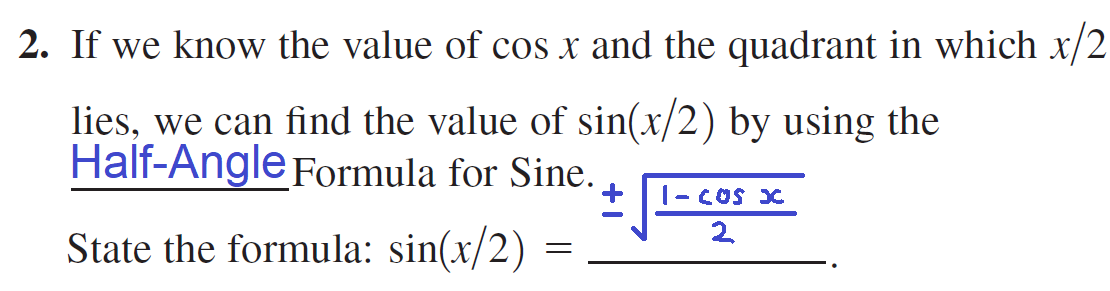 2. If we know the value of cos x and the quadrant in which x/2
lies, we can find the value of sin(x/2) by using the
Half-Angle Formula for Sine.
State the formula: sin(x/2) = ± √((1 - cos x)/2).